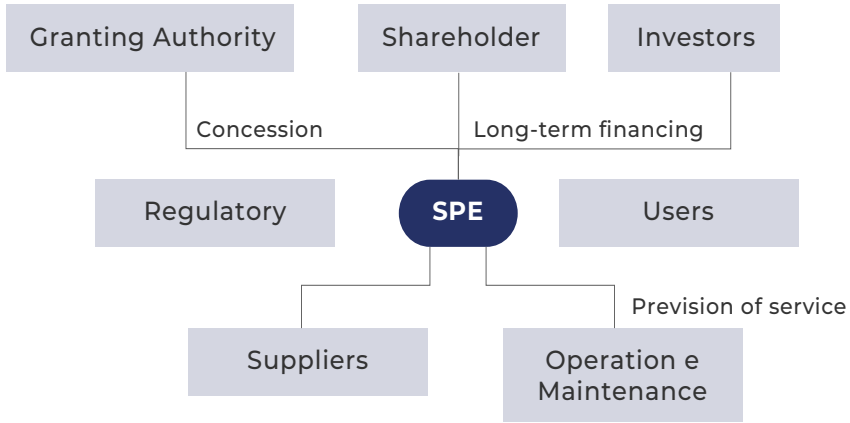 Granting Authority
Shareholder
Investors
Concession
Long-term financing
Regulatory
SPE
Users
Prevision of service
Suppliers
Operation e
Maintenance